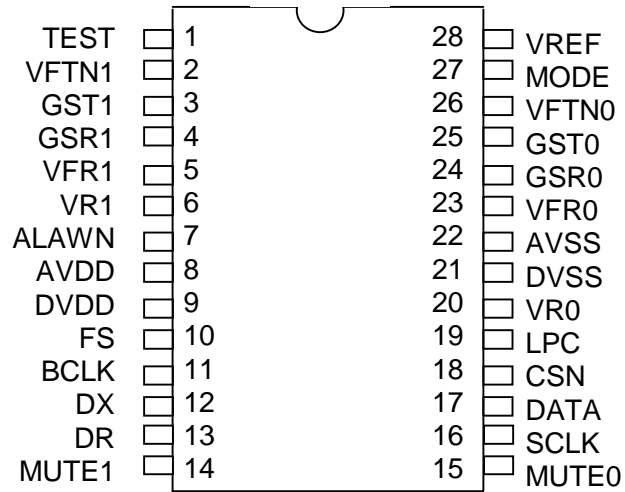 TEST 1 28 VREF
VFTN1 2 27 MODE
GST1 3 26 VFTN0
GSR1 4 25 GST0
VFR1 5 24 GSR0
VR1 6 23 VFR0
ALAWN 7 22 AVSS
AVDD 8 21 DVSS
DVDD 9 20 VR0
FS 10 19 LPC
BCLK 11 18 CSN
DX 12 17 DATA
DR 13 16 SCLK
MUTE1 14 15 MUTE0